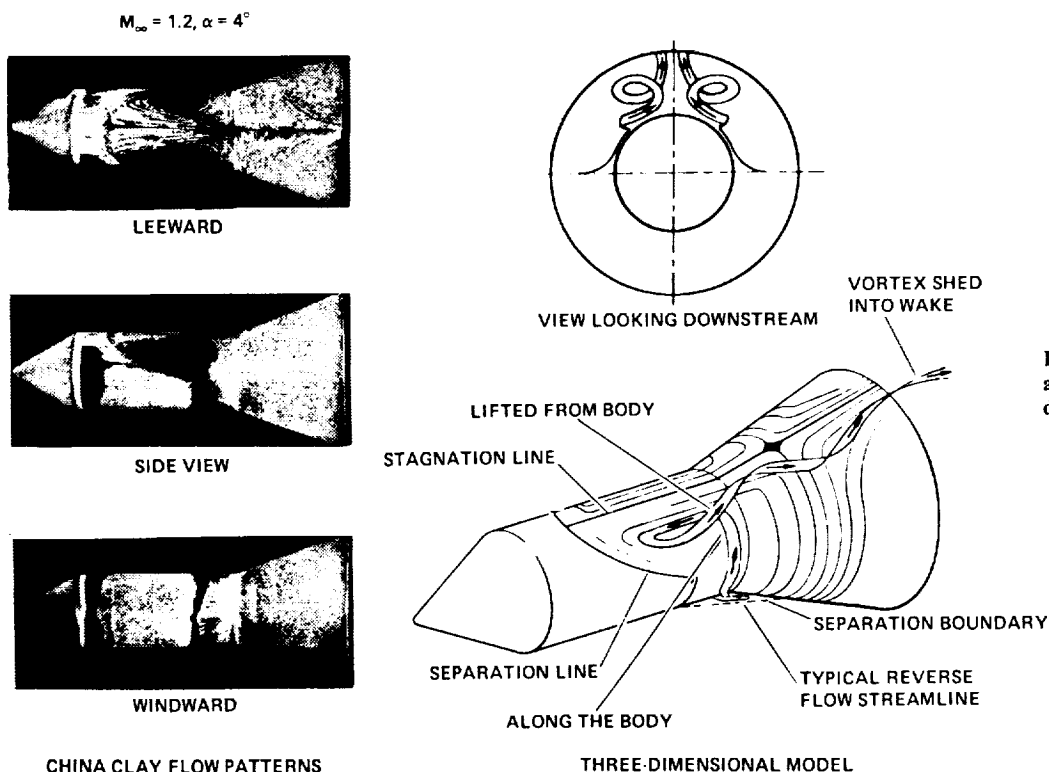 M∞ = 1.2, α = 4°
LEEWARD
SIDE VIEW
WINDWARD
CHINA CLAY FLOW PATTERNS
VIEW LOOKING DOWNSTREAM
VORTEX SHED
INTO WAKE
LIFTED FROM BODY
STAGNATION LINE
SEPARATION BOUNDARY
SEPARATION LINE
TYPICAL REVERSE
FLOW STREAMLINE
ALONG THE BODY
THREE-DIMENSIONAL MODEL